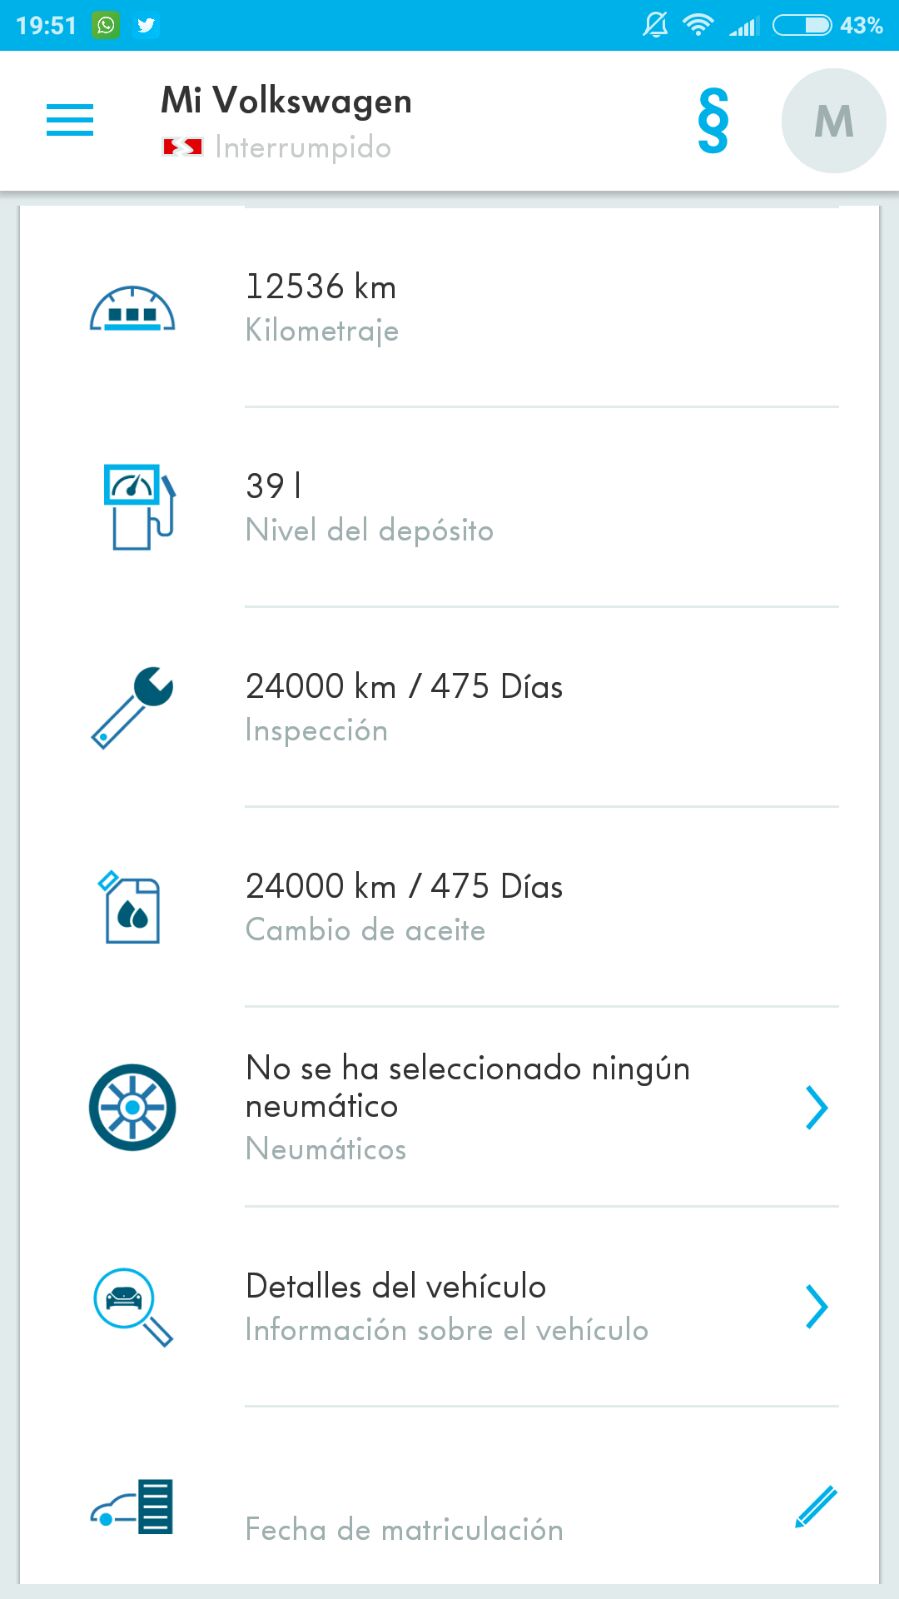 19:51
43%
Mi Volkswagen
Interrumpido
§
M
12536 km
Kilometraje
39 l
Nivel del depósito
24000 km / 475 Días
Inspección
24000 km / 475 Días
Cambio de aceite
No se ha seleccionado ningún
neumático
Neumáticos
Detalles del vehículo
Información sobre el vehículo
Fecha de matriculación